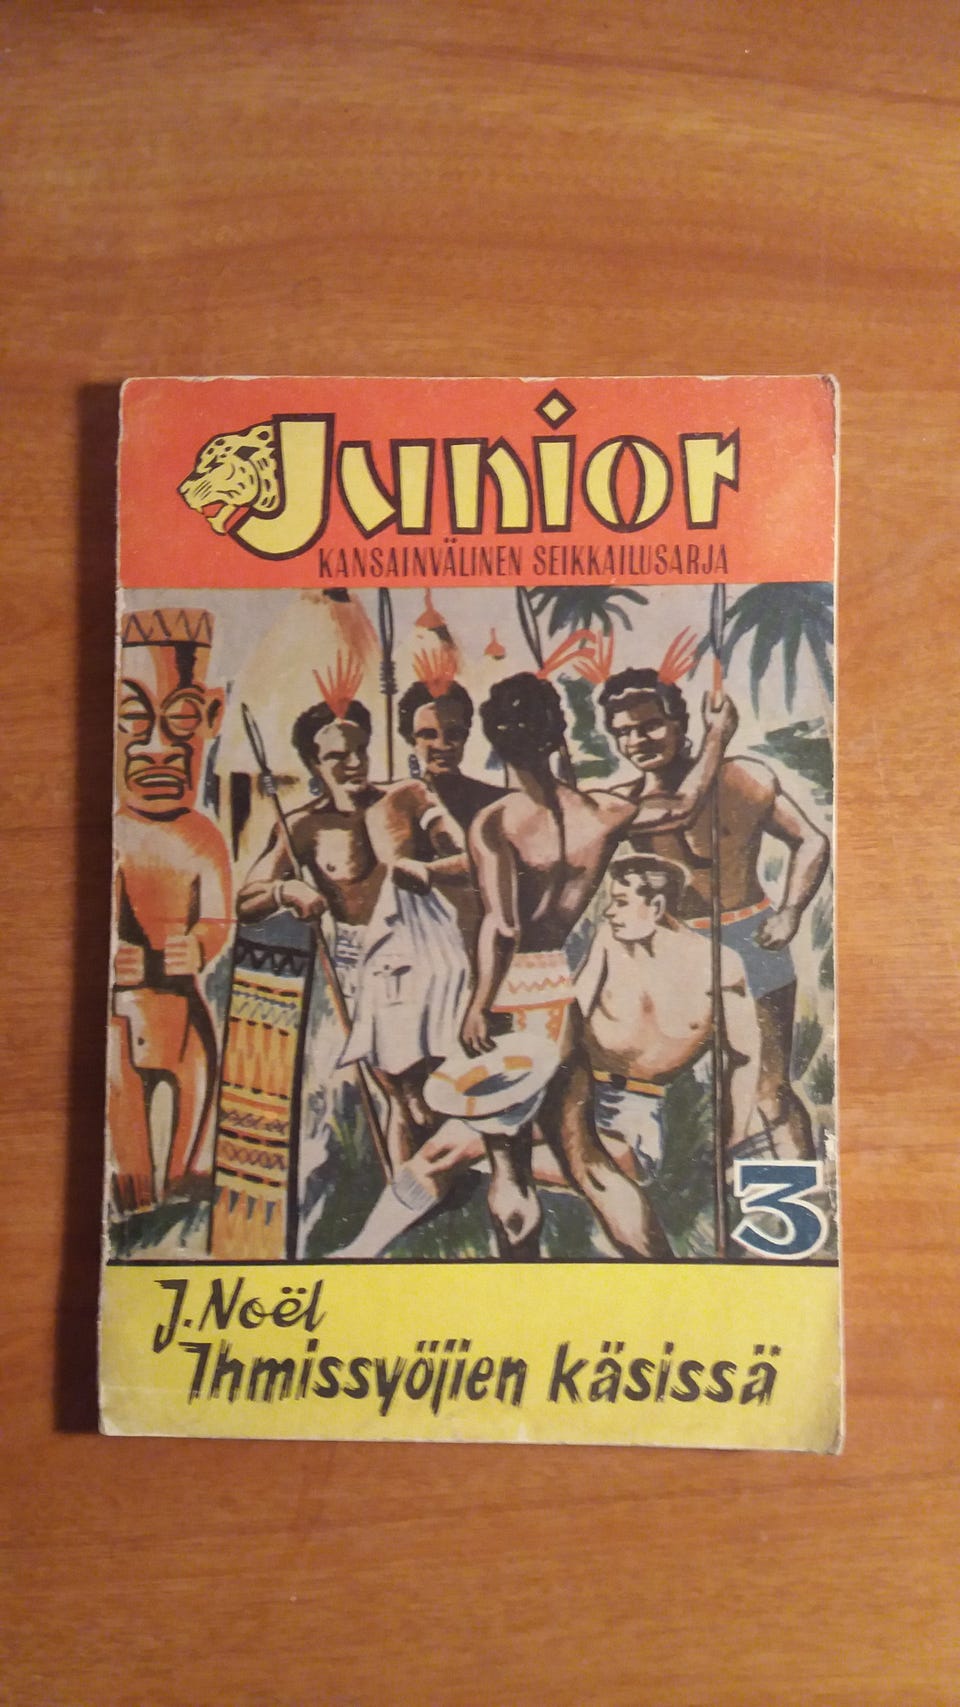 Junior
KANSAINVÄLINEN SEIKKAILUSARJA
3
J. Noël
Ihmissyöjien käsissä